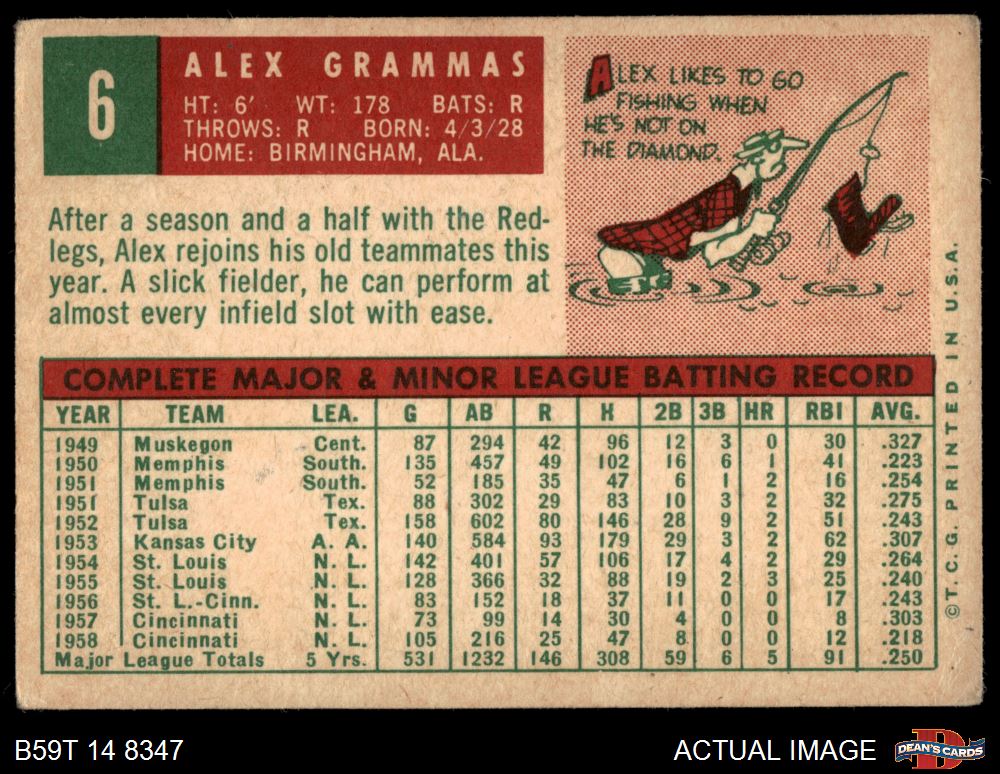 6
ALEX GRAMMAS
HT: 6' WT: 178 BATS: R
THROWS: R BORN: 4/3/28
HOME: BIRMINGHAM, ALA.
ALEX LIKES TO GO
FISHING WHEN
HE'S NOT ON
THE DIAMOND.
After a season and a half with the Red-
legs, Alex rejoins his old teammates this
year. A slick fielder, he can perform at
almost every infield slot with ease.
COMPLETE MAJOR & MINOR LEAGUE BATTING RECORD
YEAR TEAM LEA. G AB R H 2B 3B HR RBI AVG.
1949 Muskegon Cent. 87 294 42 96 12 3 0 30 .327
1950 Memphis South. 135 457 49 102 16 6 1 41 .223
1951 Memphis South. 52 185 35 47 6 1 2 16 .254
1951 Tulsa Tex. 88 302 29 83 10 3 2 32 .275
1952 Tulsa Tex. 158 602 80 146 28 9 2 51 .243
1953 Kansas City A. A. 140 584 93 179 29 3 2 62 .307
1954 St. Louis N. L. 142 401 57 106 17 4 2 29 .264
1955 St. Louis N. L. 128 366 32 88 19 2 3 25 .240
1956 St. L.-Cinn. N. L. 83 152 18 37 11 0 0 17 .243
1957 Cincinnati N. L. 73 99 14 30 4 0 0 8 .303
1958 Cincinnati N. L. 105 216 25 47 8 0 0 12 .218
Major League Totals 5 Yrs. 531 1232 146 308 59 6 5 91 .250
©T.C.G. PRINTED IN U.S.A.
B59T 14 8347
ACTUAL IMAGE
D
DEAN'S CARDS